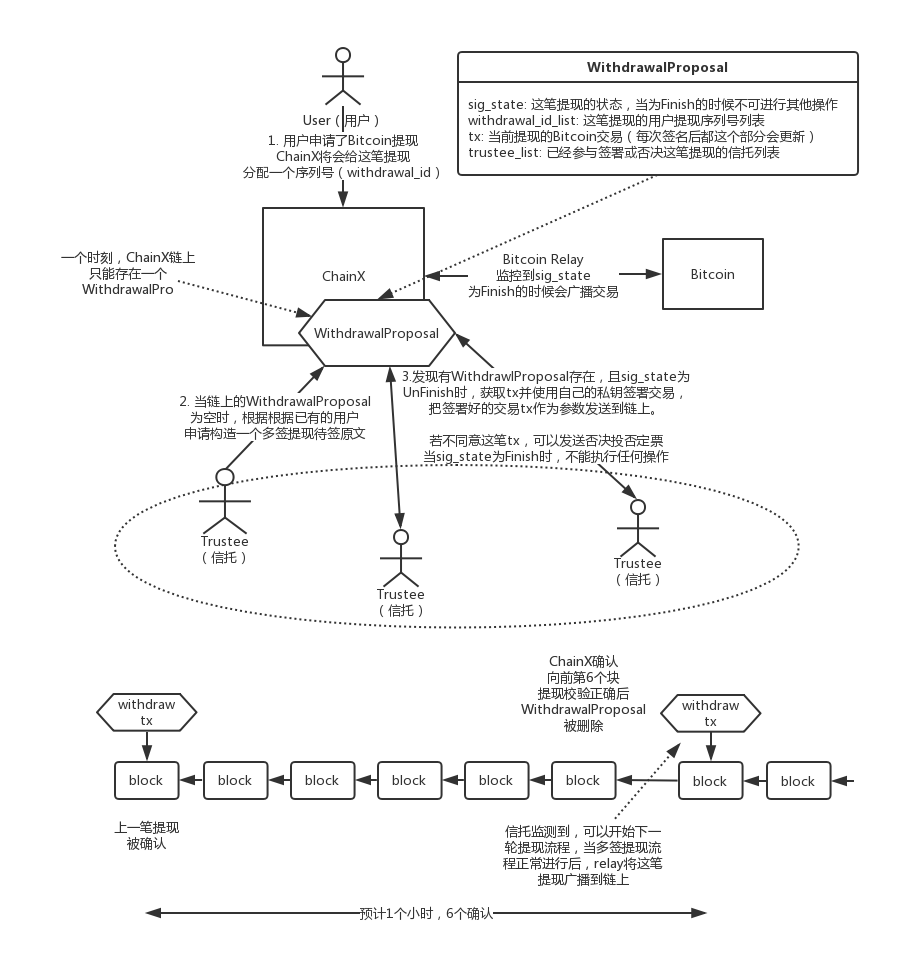 WithdrawalProposal
sig_state: 这笔提现的状态，当为Finish的时候不可进行其他操作
withdrawal_id_list: 这笔提现的用户提现序列号列表
tx: 当前提现的Bitcoin交易（每次签名后都这个部分会更新）
trustee_list: 已经参与签署或否决这笔提现的信托列表
User（用户）
1. 用户申请了Bitcoin提现
ChainX将会给这笔提现
分配一个序列号（withdrawal_id）
一个时刻，ChainX链上
只能存在一个
WithdrawalPro
ChainX
Bitcoin Relay
监控到sig_state
为Finish的时候会广播交易
Bitcoin
WithdrawalProposal
2. 当链上的WithdrawalProposal
为空时，根据根据已有的用户
申请构造一个多签提现待签原文
3.发现有WithdrawlProposal存在，且sig_state为
UnFinish时，获取tx并使用自己的私钥签署交易，
把签署好的交易tx作为参数发送到链上。
若不同意这笔tx，可以发送否决投否定票
当sig_state为Finish时，不能执行任何操作
Trustee
（信托）
Trustee
（信托）
Trustee
（信托）
ChainX确认
向前第6个块
提现校验正确后
WithdrawalProposal
被删除
withdraw
tx
withdraw
tx
block
block
block
block
block
block
block
block
上一笔提现
被确认
信托监测到，可以开始下一
轮提现流程，当多签提现流
程正常进行后，relay将这笔
提现广播到链上
预计1个小时，6个确认